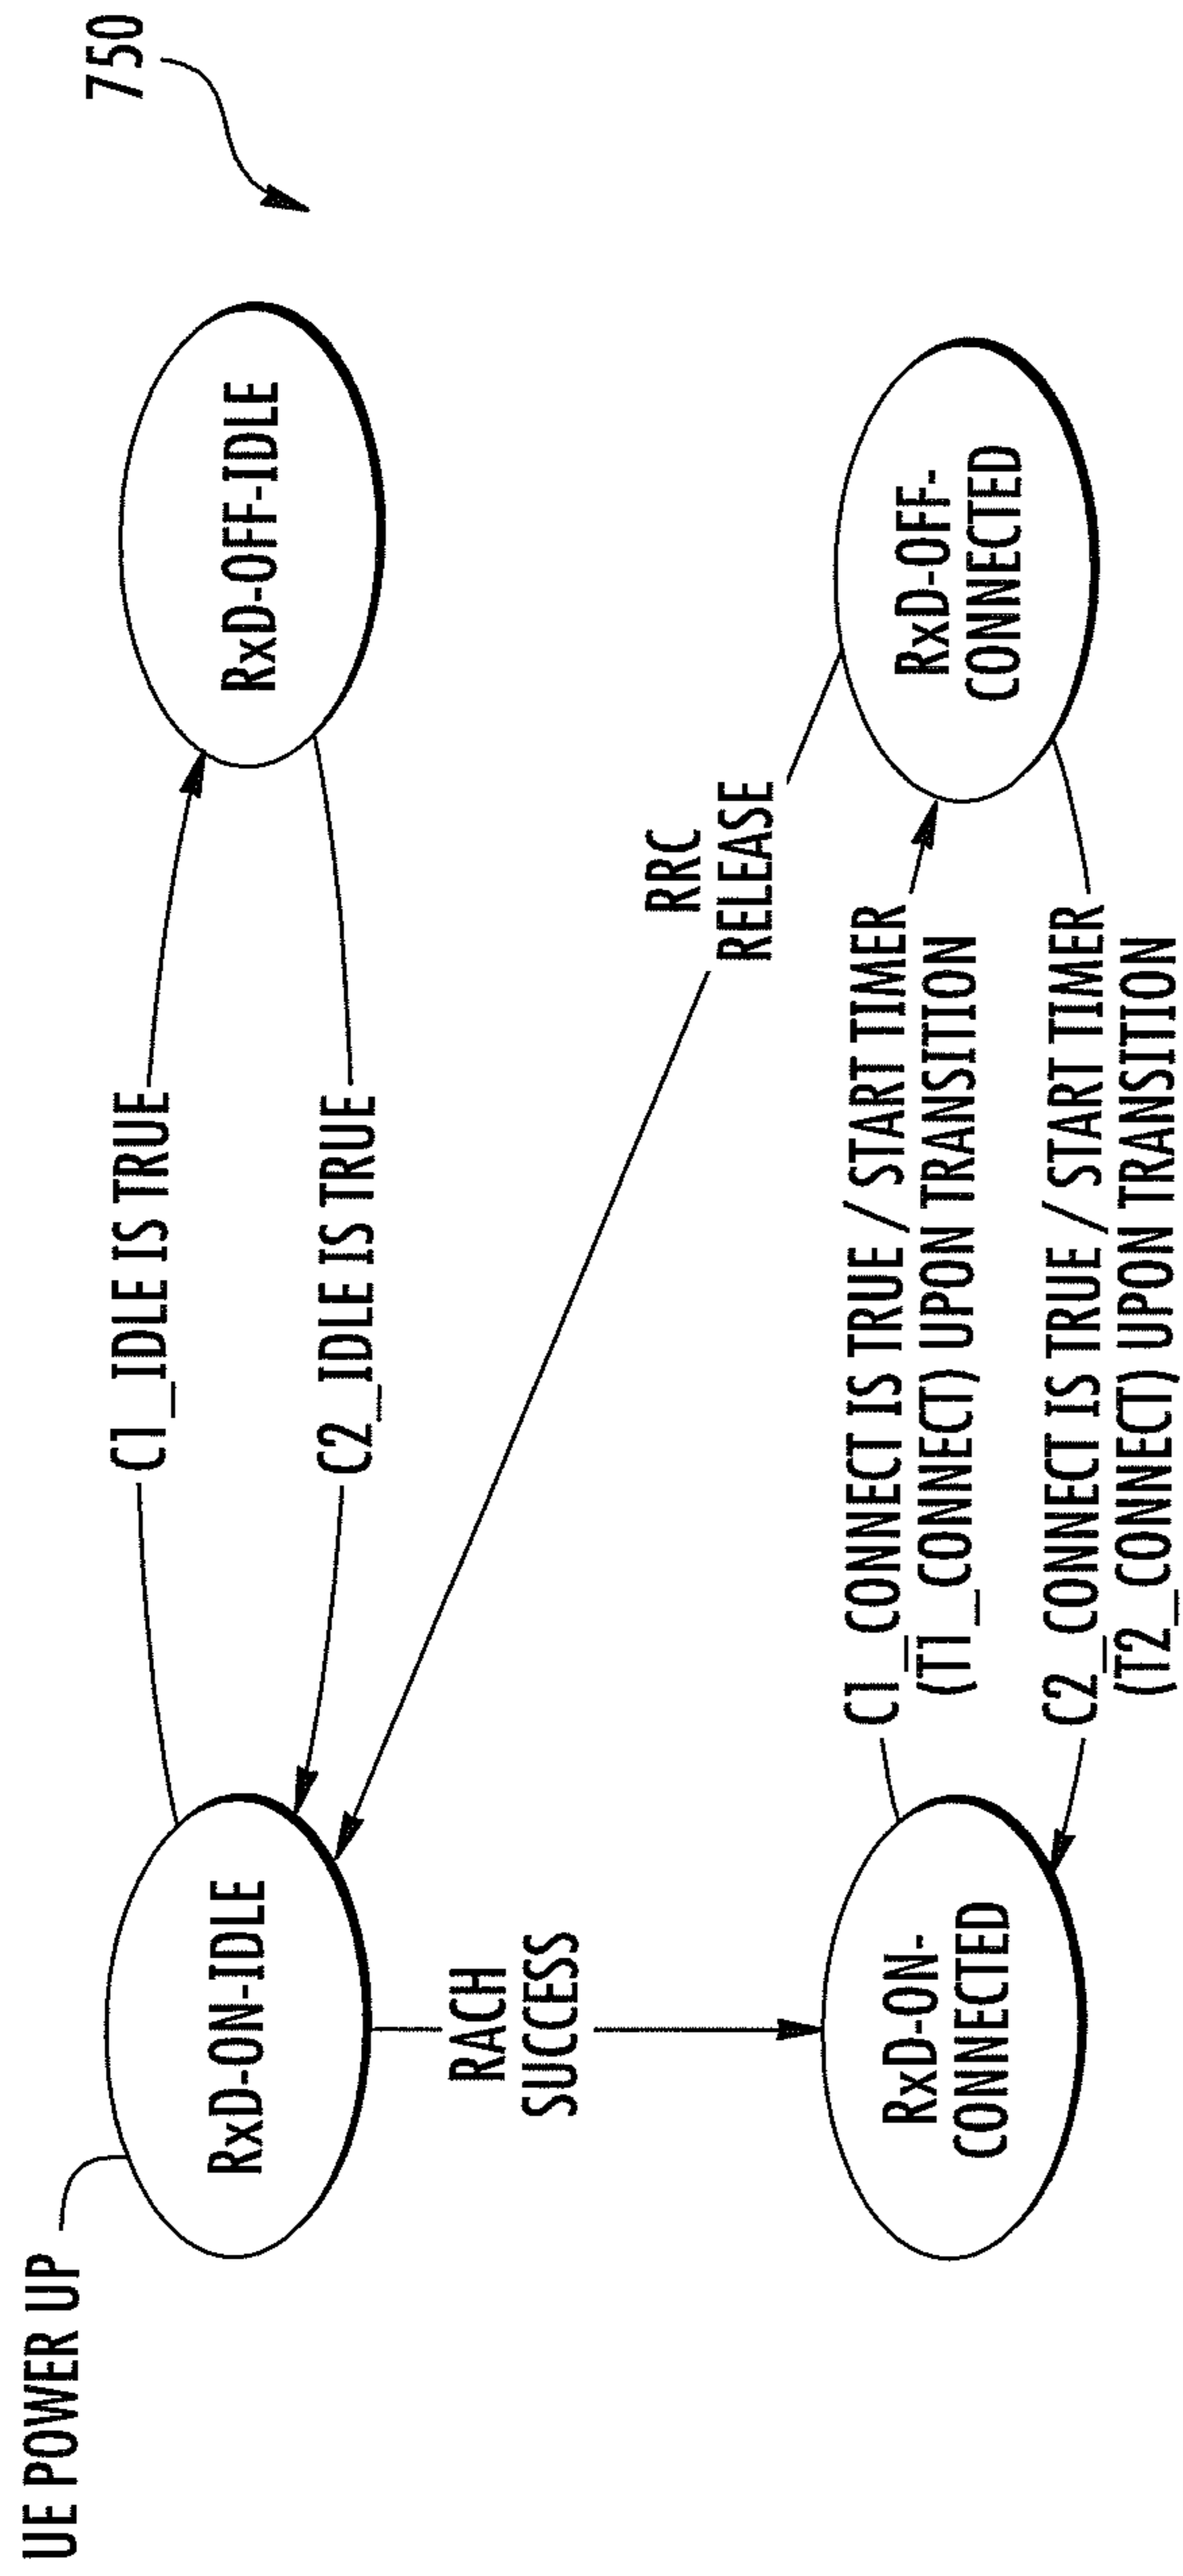 750
UE POWER UP
RxD-ON-IDLE
C1_IDLE IS TRUE
C2_IDLE IS TRUE
RxD-OFF-IDLE
RACH
SUCCESS
RRC
RELEASE
RxD-ON-
CONNECTED
C1_CONNECT IS TRUE / START TIMER
(T1_CONNECT) UPON TRANSITION
C2_CONNECT IS TRUE / START TIMER
(T2_CONNECT) UPON TRANSITION
RxD-OFF-
CONNECTED